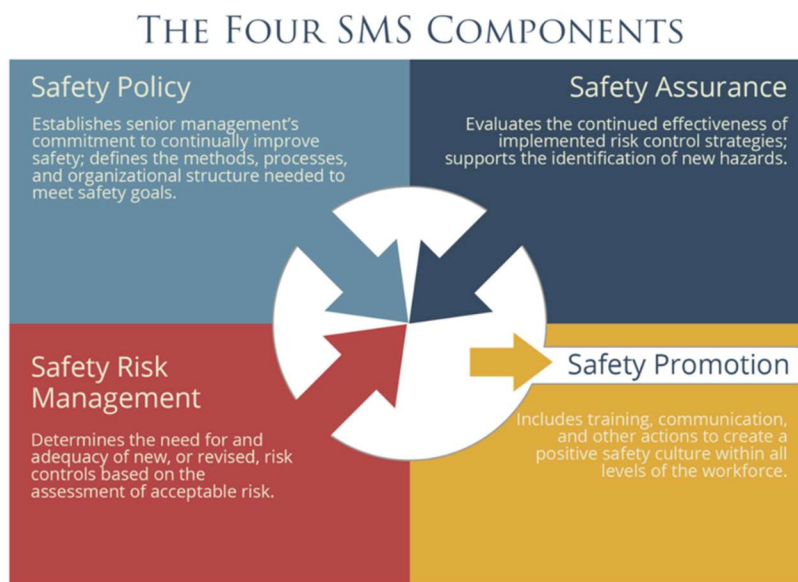 THE FOUR SMS COMPONENTS
Safety Policy
Establishes senior management's
commitment to continually improve
safety; defines the methods, processes,
and organizational structure needed to
meet safety goals.
Safety Assurance
Evaluates the continued effectiveness of
implemented risk control strategies;
supports the identification of new hazards.
Safety Risk
Management
Determines the need for and
adequacy of new, or revised, risk
controls based on the
assessment of acceptable risk.
Safety Promotion
Includes training, communication,
and other actions to create a
positive safety culture within all
levels of the workforce.